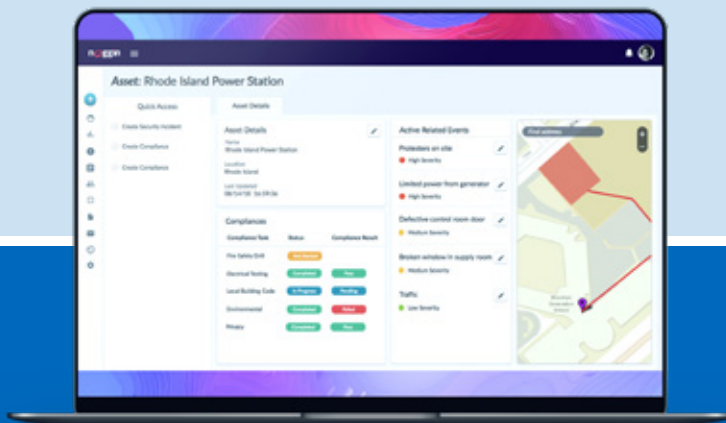 Asset: Rhode Island Power Station
Quick Access
Asset Details
Create Security Incident
Create Compliance
Create Compliance
Asset Details
Name
Rhode Island Power Station
Location
Rhode Island
Last Updated
Compliances
Compliance Task Status Compliance Result
Fire Safety Drill Not Started
Electrical Testing Completed Pass
Local Building Code In Progress Pending
Environmental Completed Failed
Privacy Completed Pass
Active Related Events
Protesters on site
High Severity
Limited power from generator
High Severity
Defective control room door
Medium Severity
Broken window in supply room
Medium Severity
Traffic
Low Severity
Find address